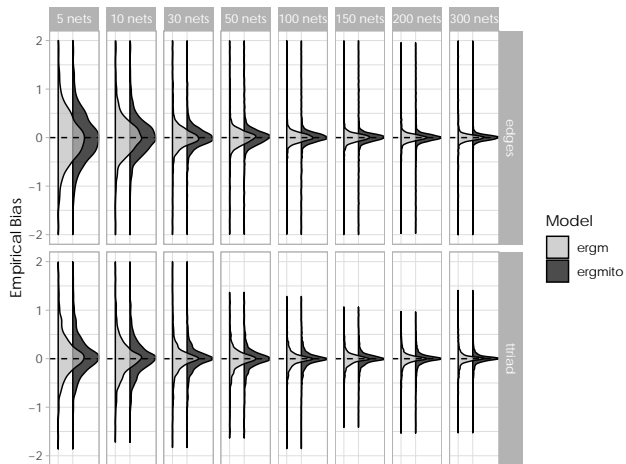 5 nets 10 nets 30 nets 50 nets 100 nets 150 nets 200 nets 300 nets
2
1
0
−1
−2
edges
2
1
0
−1
−2
ttriad
Empirical Bias
Model
ergm
ergmito